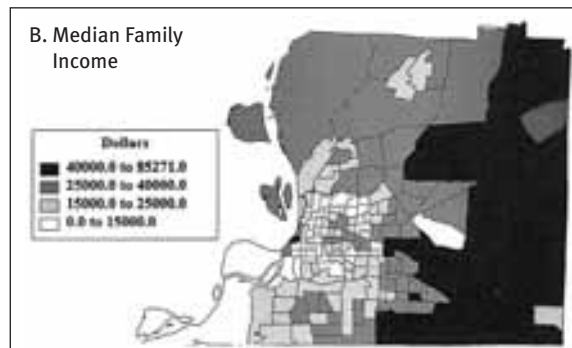 B. Median Family
Income
Dollars
40000.0 to 85271.0
25000.0 to 40000.0
15000.0 to 25000.0
0.0 to 15000.0